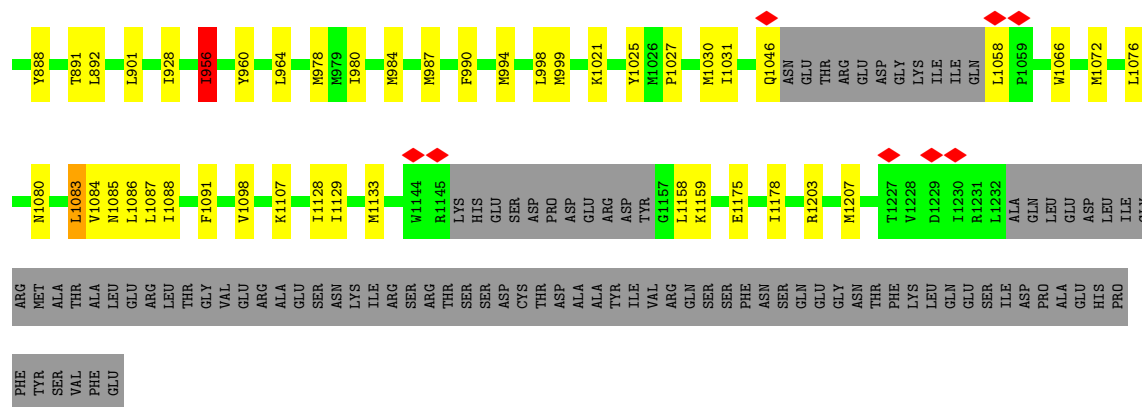 Y888 T891 L892 L901 I928 I956 Y960 L964 M978 M979 I980 M984 M987 F990 M994 L998 M999 K1021 Y1025 M1026 P1027 M1030 I1031 Q1046 ASN GLU THR ARG GLU ASP GLY LYS ILE ILE GLN L1058 P1059 W1066 M1072 L1076
N1080 L1083 V1084 N1085 L1086 L1087 I1088 F1091 V1098 K1107 I1128 I1129 M1133 W1144 R1145 LYS HIS GLU SER ASP PRO ASP GLU ARG ASP TYR G1157 L1158 K1159 E1175 I1178 R1203 M1207 T1227 V1228 D1229 I1230 R1231 L1232 ALA GLN LEU GLU ASP LEU ILE
ARG MET ALA THR ALA LEU GLU ARG LEU THR GLY VAL GLU ARG ALA GLU SER ASN LYS ILE ARG SER ARG THR SER SER ASP CYS THR ASP ALA ALA TYR ILE VAL ARG GLN SER SER PHE ASN SER GLN GLU GLY ASN THR PHE LYS LEU GLN GLU SER ILE ASP PRO ALA GLU HIS PRO
PHE TYR SER VAL PHE GLU